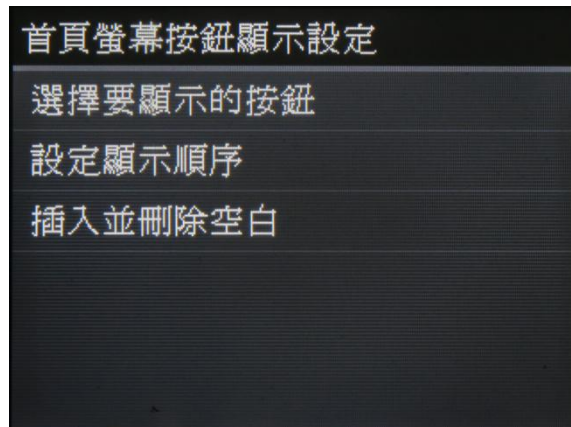 首頁螢幕按鈕顯示設定
選擇要顯示的按鈕
設定顯示順序
插入並刪除空白